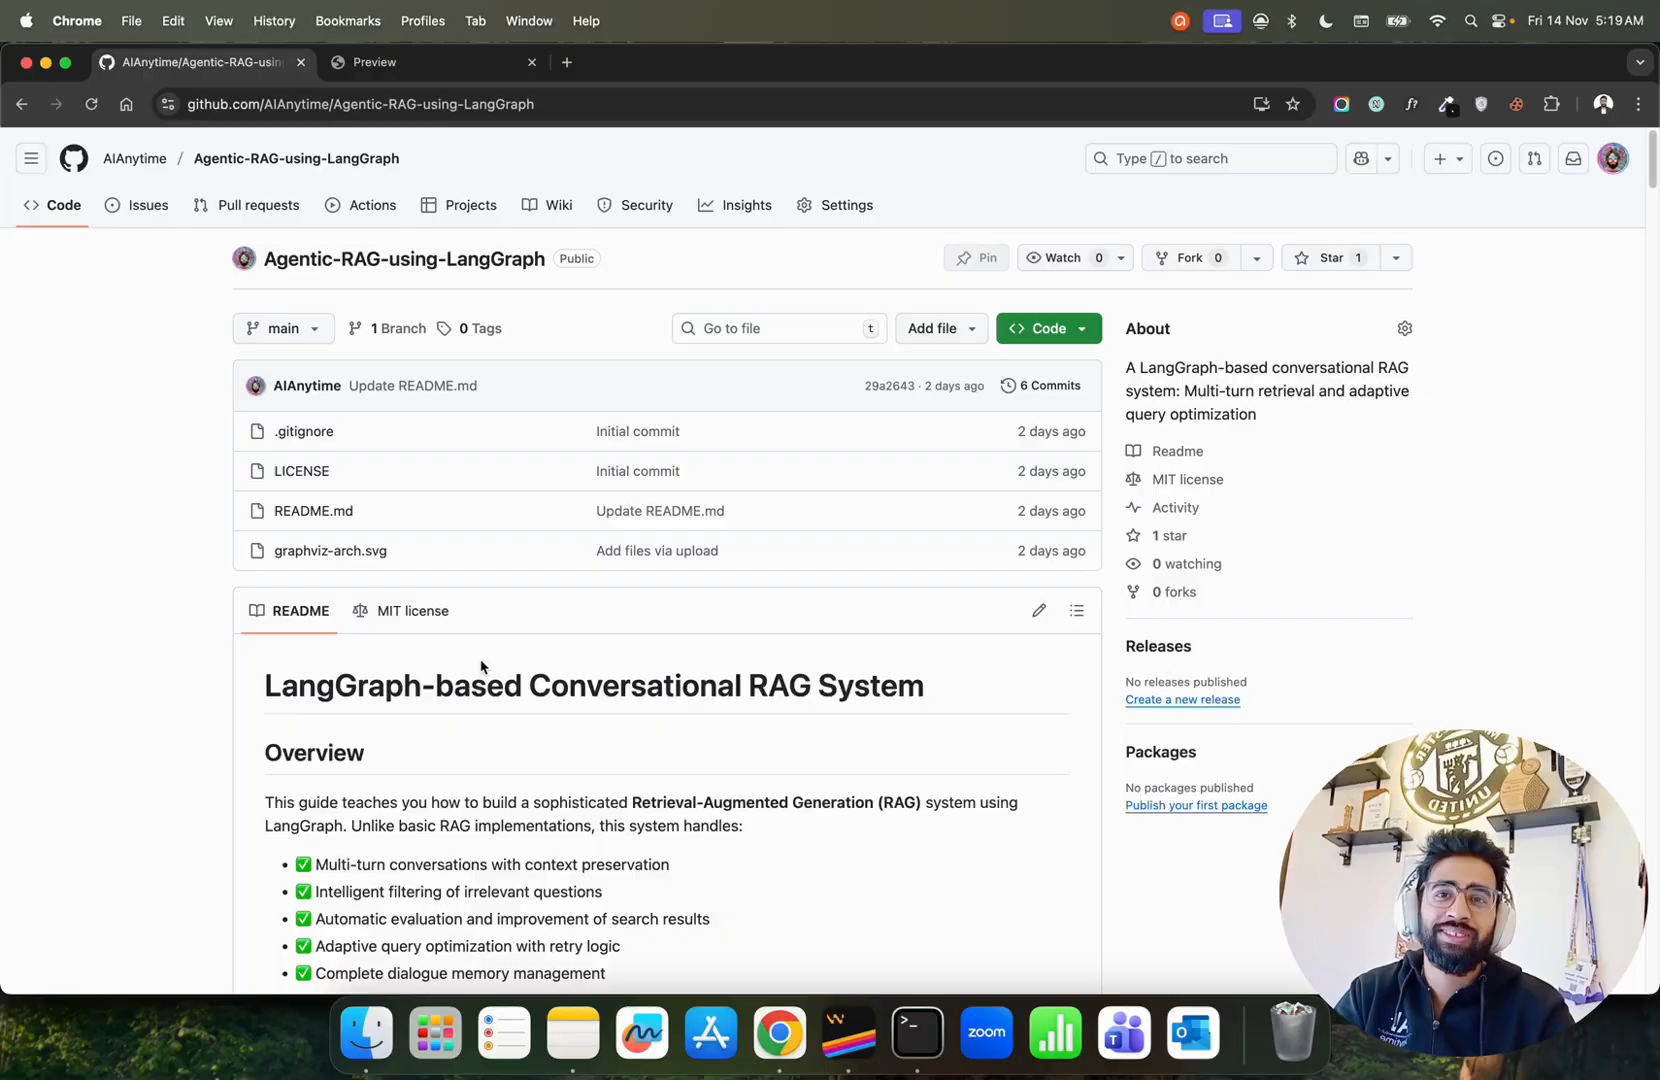 Chrome File Edit View History Bookmarks Profiles Tab Window Help Fri 14 Nov 5:19 AM
AIAnytime/Agentic-RAG-usin Preview
github.com/AIAnytime/Agentic-RAG-using-LangGraph
AIAnytime / Agentic-RAG-using-LangGraph Type / to search
Code Issues Pull requests Actions Projects Wiki Security Insights Settings
Agentic-RAG-using-LangGraph Public Pin Watch 0 Fork 0 Star 1
main 1 Branch 0 Tags Go to file t Add file Code
AIAnytime Update README.md 29a2643 · 2 days ago 6 Commits
.gitignore Initial commit 2 days ago
LICENSE Initial commit 2 days ago
README.md Update README.md 2 days ago
graphviz-arch.svg Add files via upload 2 days ago
README MIT license
LangGraph-based Conversational RAG System
Overview
This guide teaches you how to build a sophisticated Retrieval-Augmented Generation (RAG) system using
LangGraph. Unlike basic RAG implementations, this system handles:
• ✅ Multi-turn conversations with context preservation
• ✅ Intelligent filtering of irrelevant questions
• ✅ Automatic evaluation and improvement of search results
• ✅ Adaptive query optimization with retry logic
• ✅ Complete dialogue memory management
About
A LangGraph-based conversational RAG
system: Multi-turn retrieval and adaptive
query optimization
Readme
MIT license
Activity
1 star
0 watching
0 forks
Releases
No releases published
Create a new release
Packages
No packages published
Publish your first package
UNITED
zoom